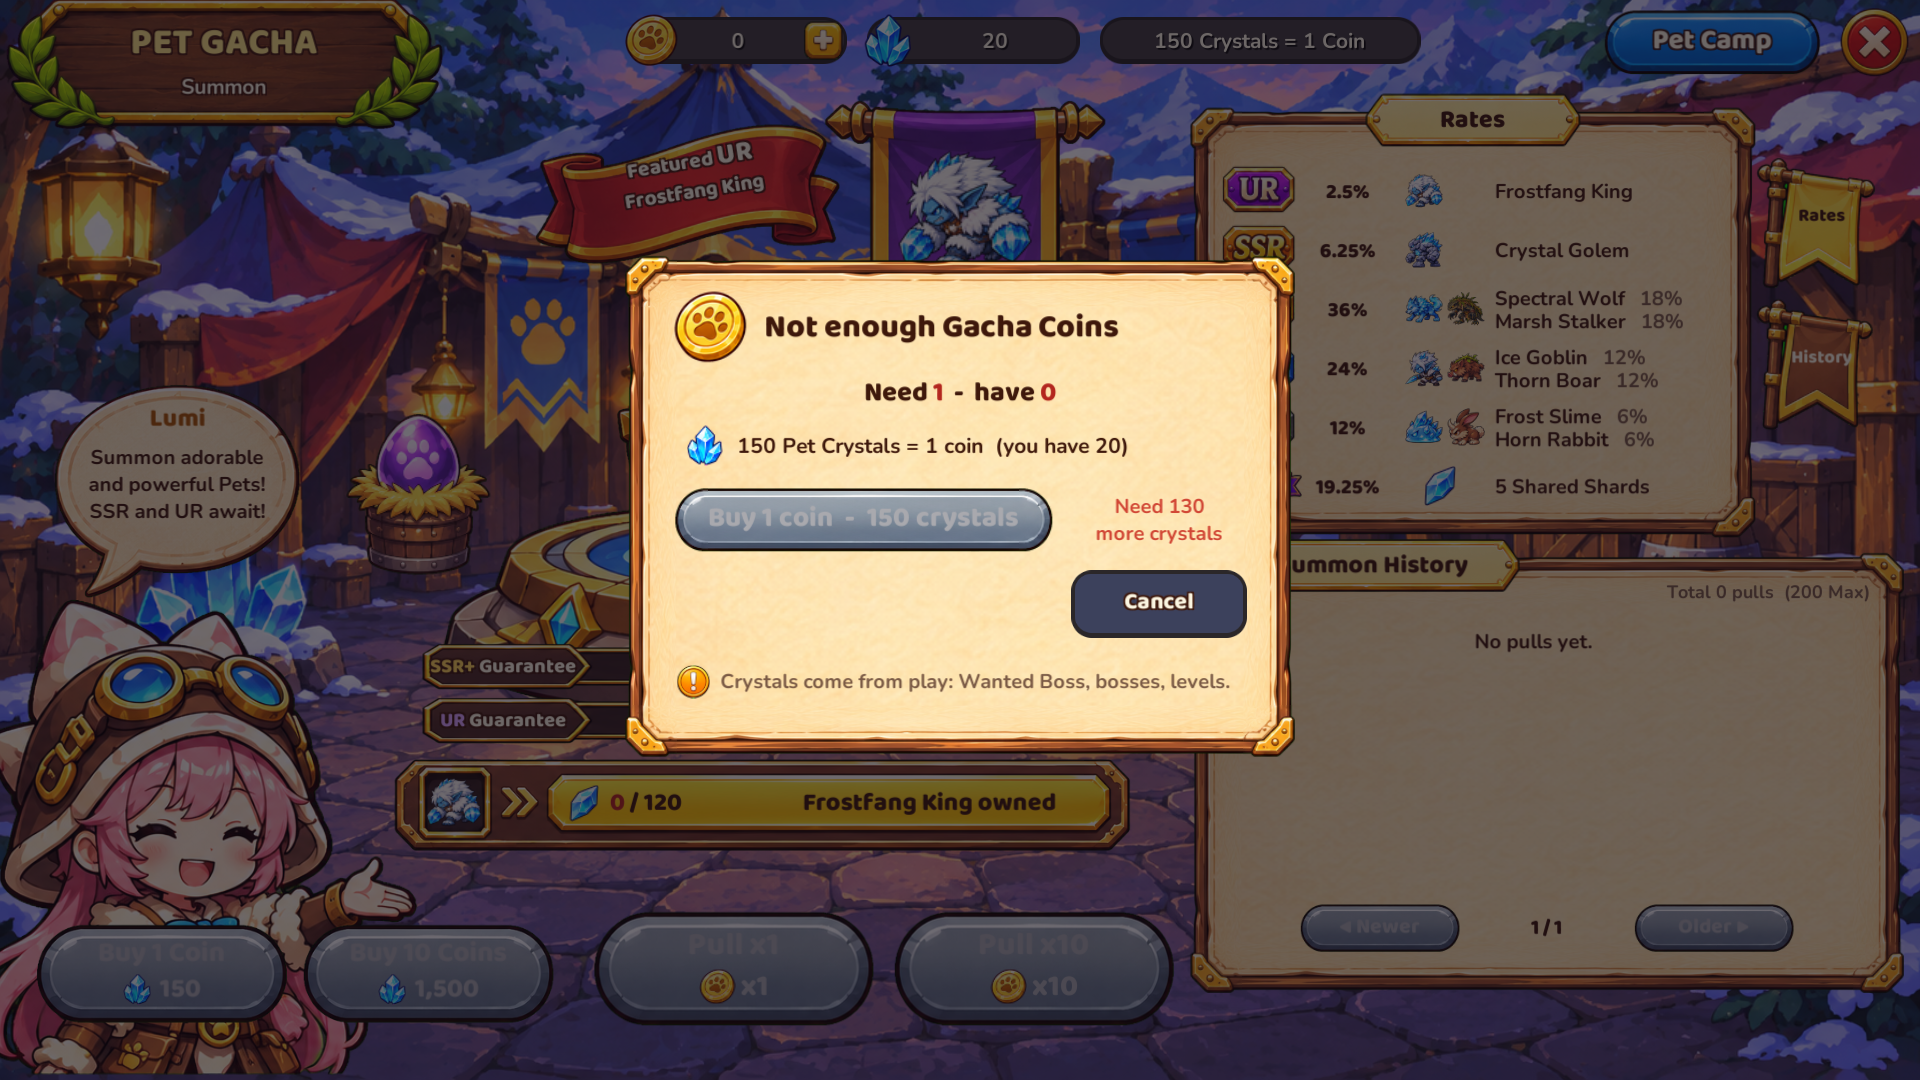 PET GACHA
Summon
0
20
150 Crystals = 1 Coin
Pet Camp
Featured UR
Frostfang King
Rates
UR 2.5% Frostfang King
SSR 6.25% Crystal Golem
36% Spectral Wolf 18%
Marsh Stalker 18%
24% Ice Goblin 12%
Thorn Boar 12%
12% Frost Slime 6%
Horn Rabbit 6%
19.25% 5 Shared Shards
Rates
History
Not enough Gacha Coins
Need 1 - have 0
150 Pet Crystals = 1 coin (you have 20)
Buy 1 coin - 150 crystals
Need 130
more crystals
Cancel
Crystals come from play: Wanted Boss, bosses, levels.
Lumi
Summon adorable
and powerful Pets!
SSR and UR await!
SSR+ Guarantee
UR Guarantee
0 / 120 Frostfang King owned
ummon History
Total 0 pulls (200 Max)
No pulls yet.
Newer
1 / 1
Older
Buy 1 Coin
150
Buy 10 Coins
1,500
Pull x1
x1
Pull x10
x10